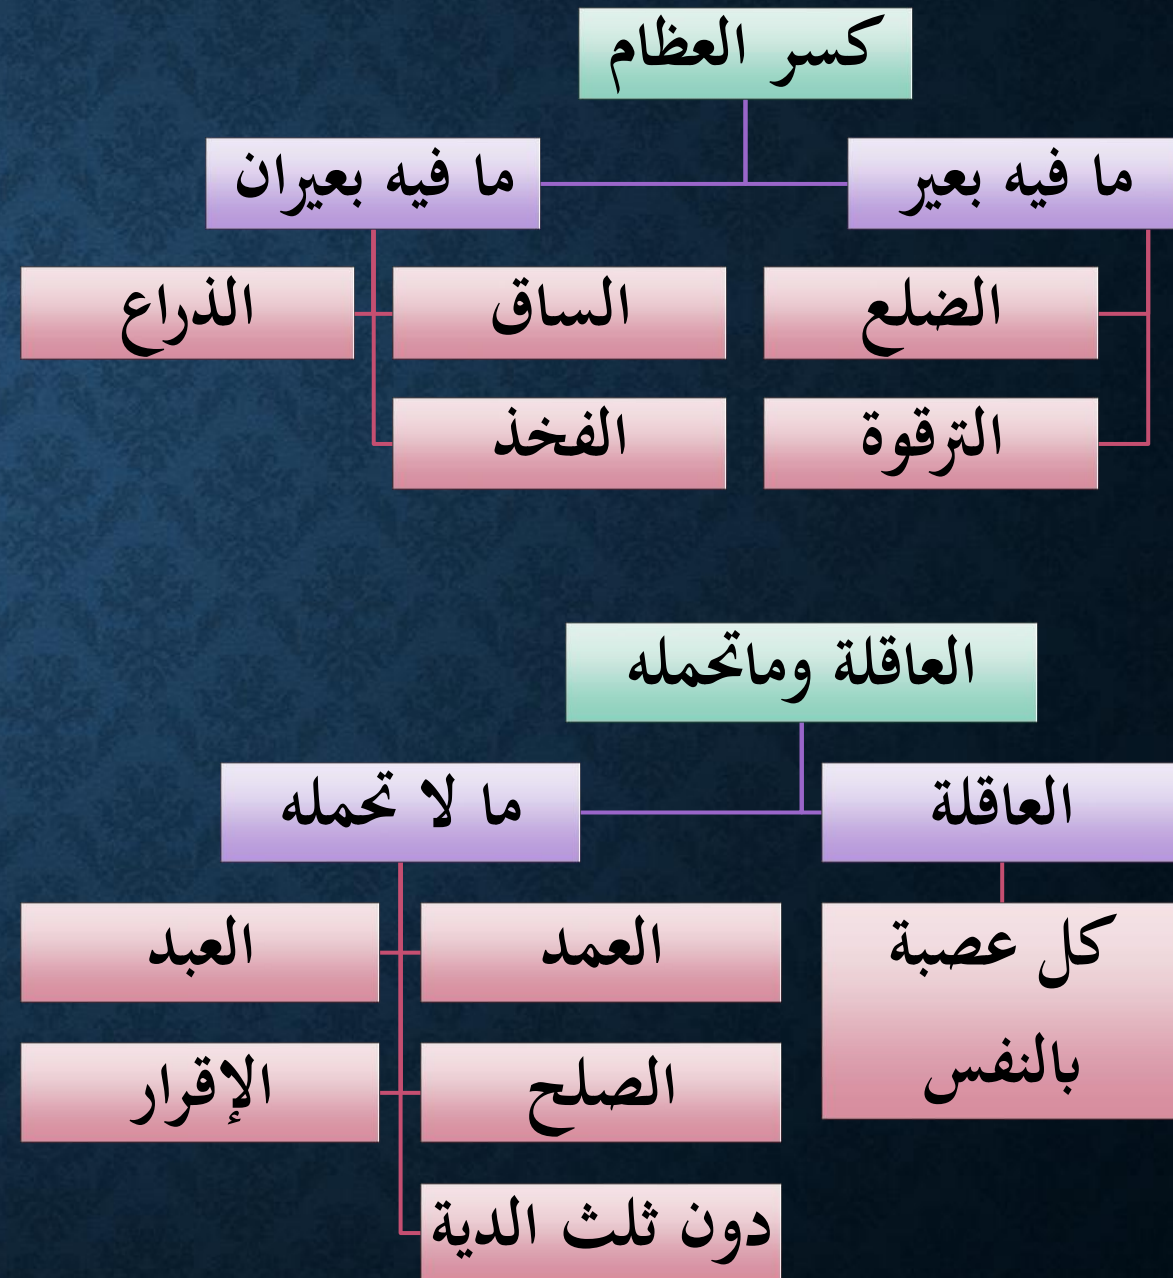 كسر العظام
ما فيه بعير
ما فيه بعيران
الضلع
الساق
الذراع
الترقوة
الفخذ
العاقلة وماتحمله
العاقلة
ما لا تحمله
كل عصبة
بالنفس
العمد
العبد
الصلح
الإقرار
دون ثلث الدية